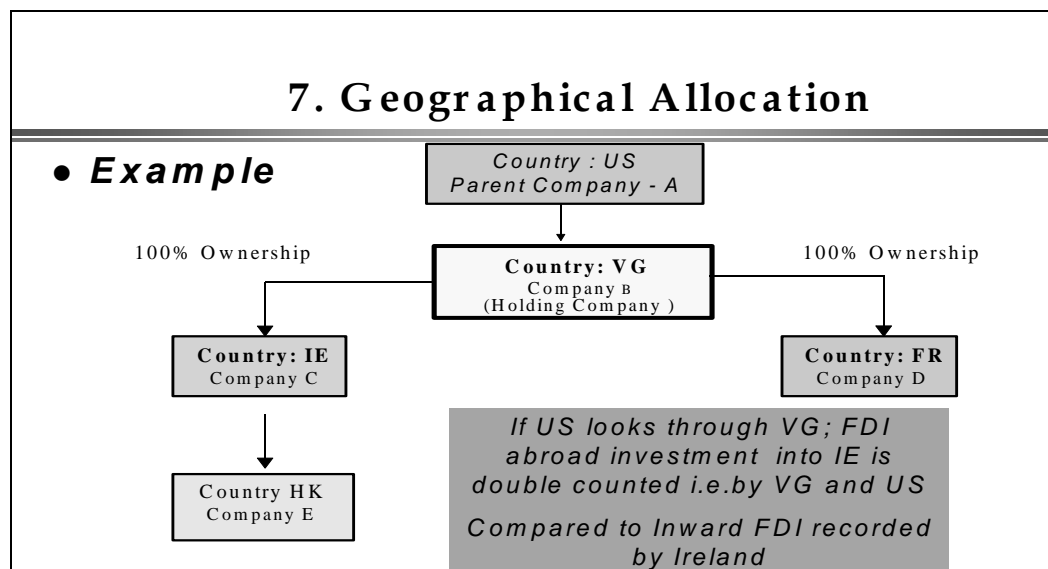 7. Geographical Allocation
● Example
Country : US
Parent Company - A
100% Ownership
Country: VG
Company B
(Holding Company )
100% Ownership
Country: IE
Company C
Country: FR
Company D
Country HK
Company E
If US looks through VG; FDI
abroad investment into IE is
double counted i.e.by VG and US
Compared to Inward FDI recorded
by Ireland